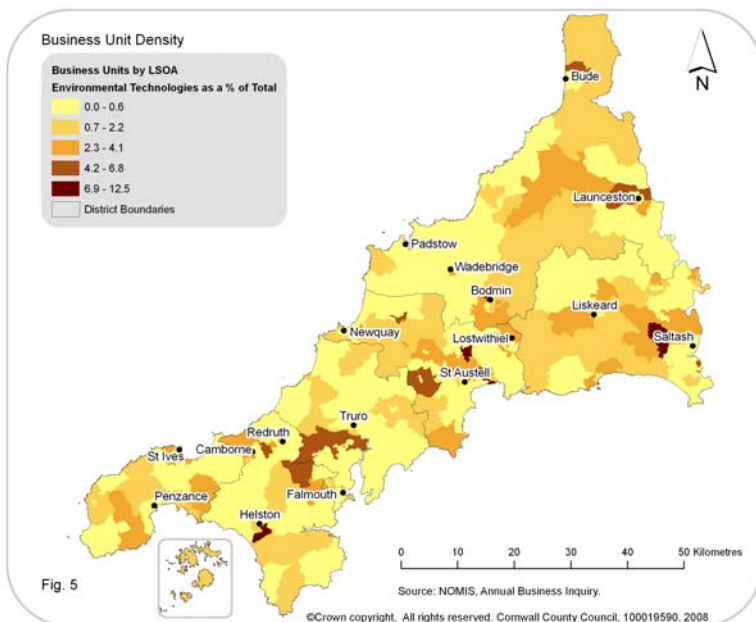 Business Unit Density
Business Units by LSOA
Environmental Technologies as a % of Total
0.0 - 0.6
0.7 - 2.2
2.3 - 4.1
4.2 - 6.8
6.9 - 12.5
District Boundaries
N
Bude
Launceston
Padstow
Wadebridge
Bodmin
Liskeard
Newquay
Lostwithiel
Saltash
St Austell
Truro
Redruth
Camborne
St Ives
Penzance
Falmouth
Helston
0 10 20 30 40 50 Kilometres
Fig. 5
Source: NOMIS, Annual Business Inquiry.
©Crown copyright. All rights reserved. Cornwall County Council, 100019590, 2008